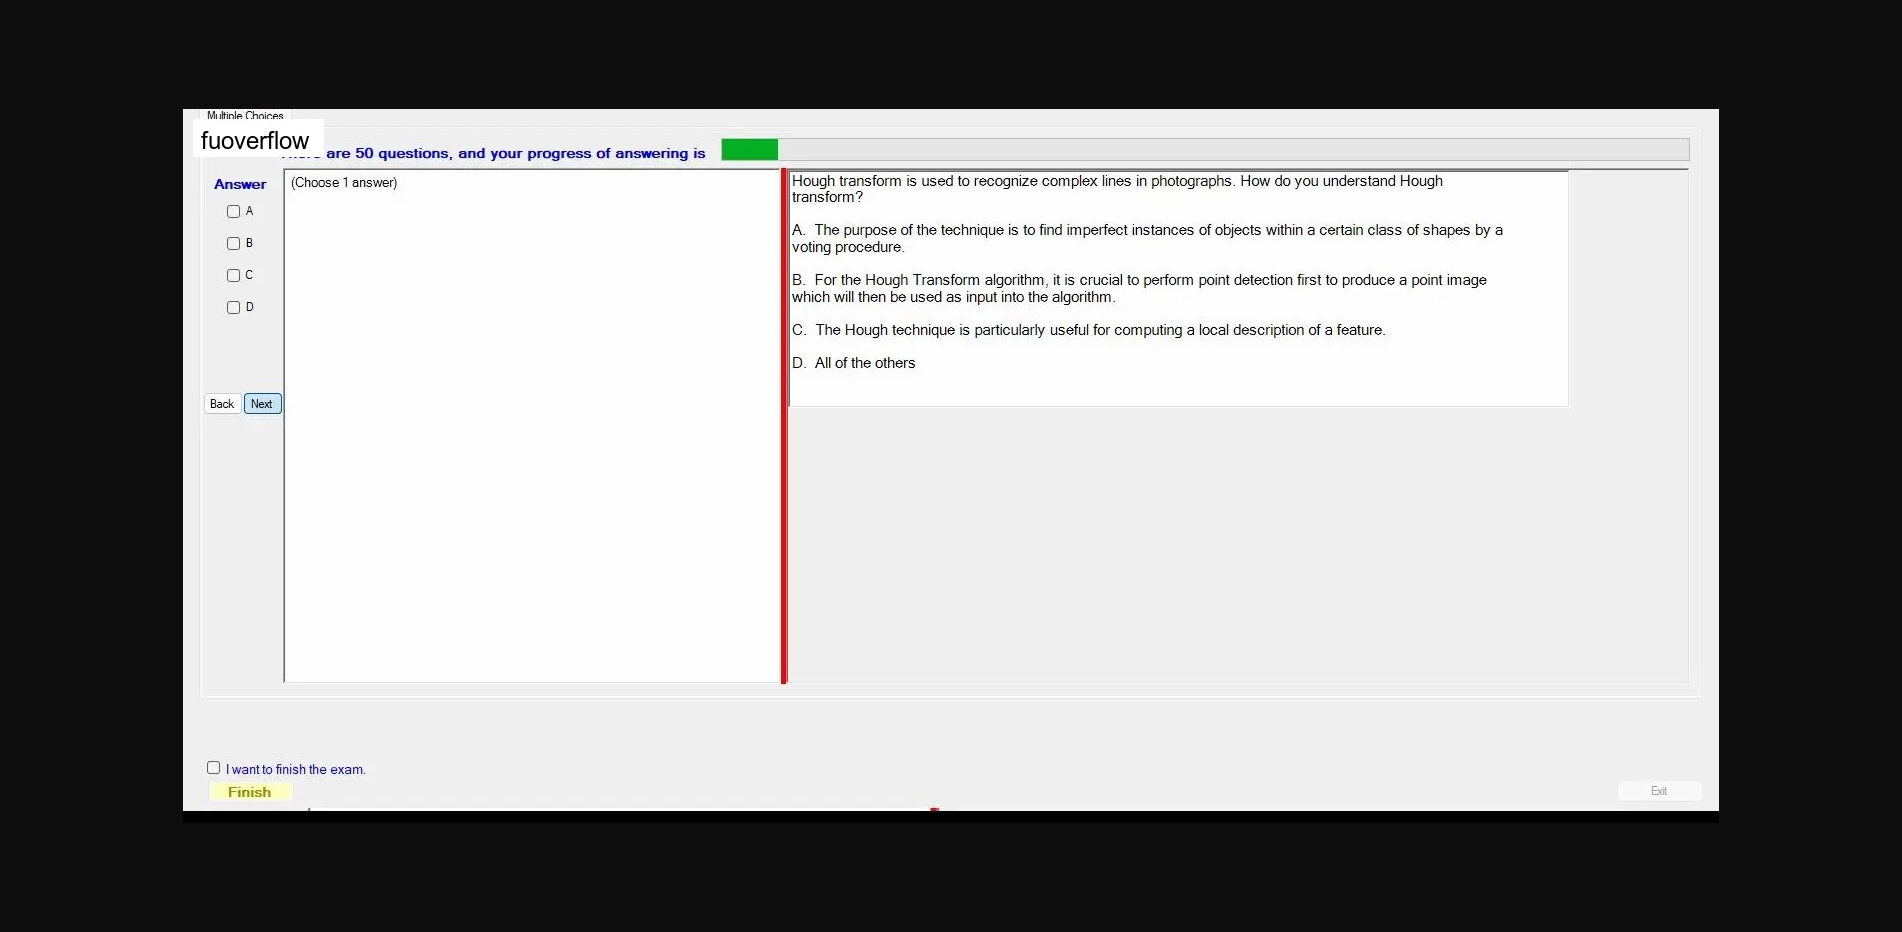 Multiple Choices
fuoverflow
are 50 questions, and your progress of answering is
Answer
(Choose 1 answer)
A
B
C
D
Back Next
Hough transform is used to recognize complex lines in photographs. How do you understand Hough
transform?
A. The purpose of the technique is to find imperfect instances of objects within a certain class of shapes by a
voting procedure.
B. For the Hough Transform algorithm, it is crucial to perform point detection first to produce a point image
which will then be used as input into the algorithm.
C. The Hough technique is particularly useful for computing a local description of a feature.
D. All of the others
I want to finish the exam.
Finish
Exit